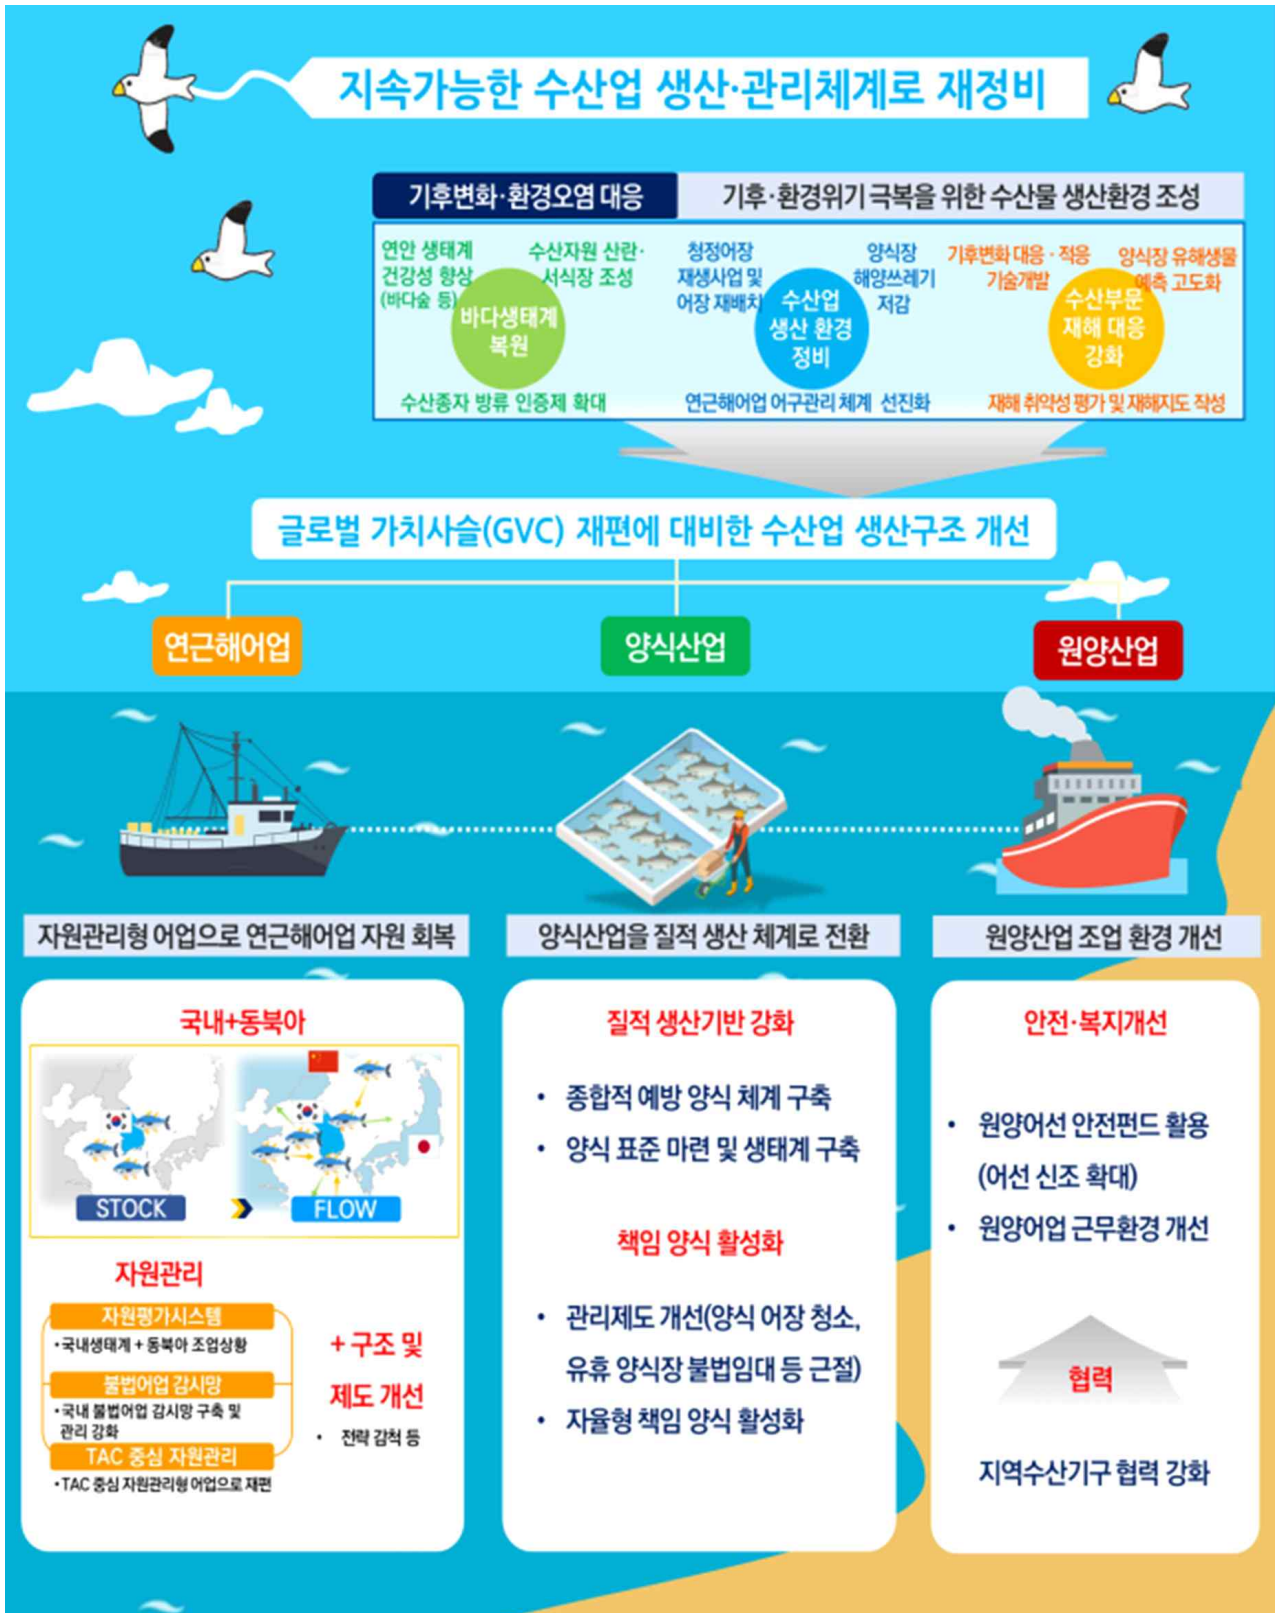 지속가능한 수산업 생산·관리체계로 재정비
기후변화·환경오염 대응
기후·환경위기 극복을 위한 수산물 생산환경 조성
연안 생태계
건강성 향상
(바다숲 등)
수산자원 산란·
서식장 조성
바다생태계
복원
수산종자 방류 인증제 확대
청정어장
재생사업 및
어장 재배치
양식장
해양쓰레기
저감
수산업
생산 환경
정비
연근해어업 어구관리 체계 선진화
기후변화 대응·적응
기술개발
양식장 유해생물
예측 고도화
수산부문
재해 대응
강화
재해 취약성 평가 및 재해지도 작성
글로벌 가치사슬(GVC) 재편에 대비한 수산업 생산구조 개선
연근해어업
양식산업
원양산업
자원관리형 어업으로 연근해어업 자원 회복
국내+동북아
STOCK
FLOW
자원관리
자원평가시스템
•국내생태계 + 동북아 조업상황
불법어업 감시망
•국내 불법어업 감시망 구축 및
관리 강화
TAC 중심 자원관리
•TAC 중심 자원관리형 어업으로 재편
+ 구조 및
제도 개선
• 전략 감척 등
양식산업을 질적 생산 체계로 전환
질적 생산기반 강화
• 종합적 예방 양식 체계 구축
• 양식 표준 마련 및 생태계 구축
책임 양식 활성화
• 관리제도 개선(양식 어장 청소,
유휴 양식장 불법임대 등 근절)
• 자율형 책임 양식 활성화
원양산업 조업 환경 개선
안전·복지개선
• 원양어선 안전펀드 활용
(어선 신조 확대)
• 원양어업 근무환경 개선
협력
지역수산기구 협력 강화